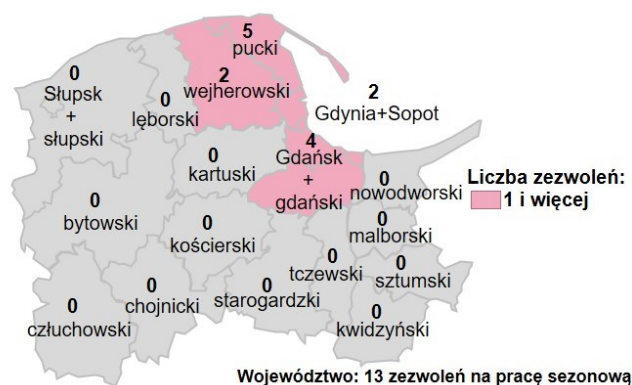 5
pucki
0
Słupsk
+
słupski
0
lęborski
2
wejherowski
2
Gdynia+Sopot
0
kartuski
4
Gdańsk
+
gdański
0
nowodworski
Liczba zezwoleń:
1 i więcej
0
bytowski
0
kościerski
0
malborski
0
tczewski
0
sztumski
0
człuchowski
0
chojnicki
0
starogardzki
0
kwidzyński
Województwo: 13 zezwoleń na pracę sezonową